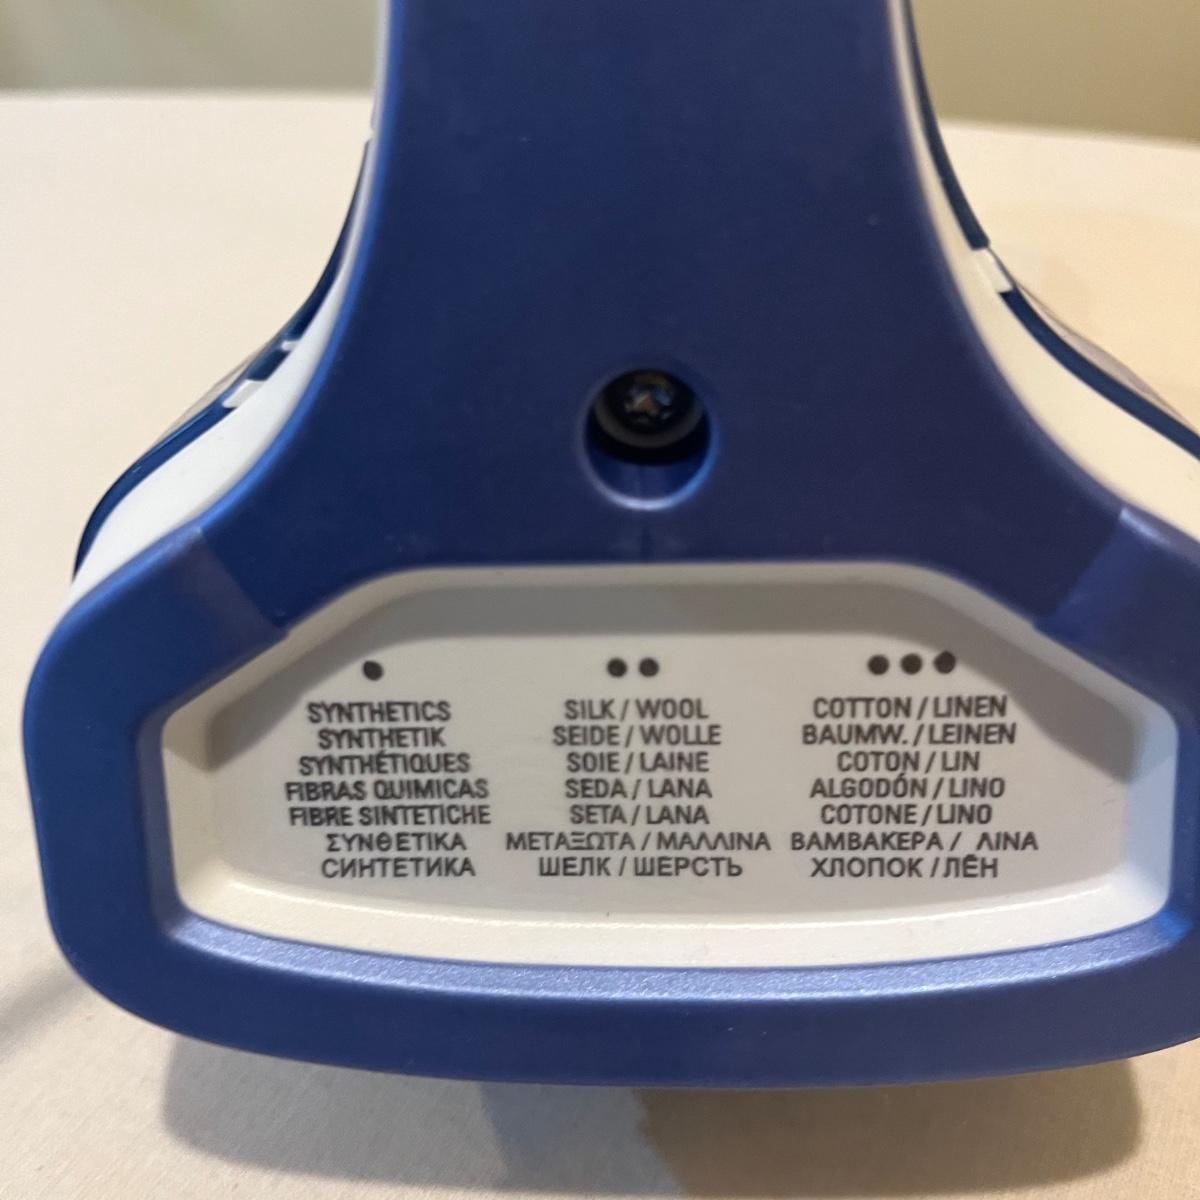 SYNTHETICS SILK / WOOL COTTON / LINEN
SYNTHETIK SEIDE / WOLLE BAUMW. / LEINEN
SYNTHÉTIQUES SOIE / LAINE COTON / LIN
FIBRAS QUIMICAS SEDA / LANA ALGODÓN / LINO
FIBRE SINTETICHE SETA / LANA COTONE / LINO
ΣΥΝΘΕΤΙΚΑ ΜΕΤΑΞΩΤΑ / ΜΑΛΛΙΝΑ ΒΑΜΒΑΚΕΡΑ / ΛΙΝΑ
СИНТЕТИКА ШЕЛК / ШЕРСТЬ ХЛОПОК / ЛЁН